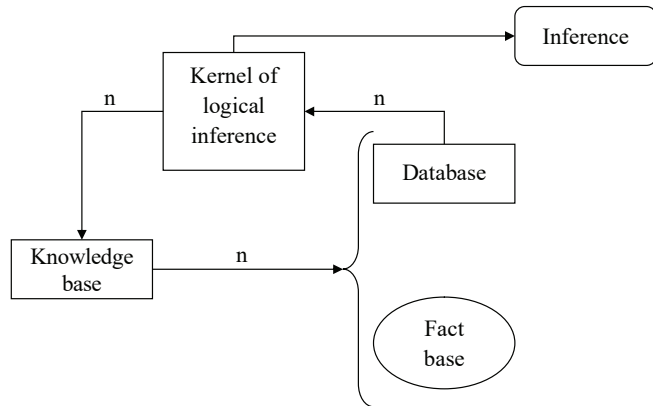 Inference
Kernel of
logical
inference
n
n
Database
Knowledge
base
n
Fact
base